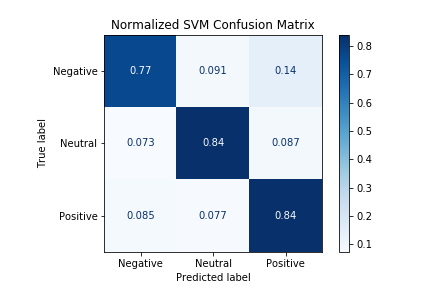 Normalized SVM Confusion Matrix
Negative 0.77 0.091 0.14
Neutral 0.073 0.84 0.087
Positive 0.085 0.077 0.84
Negative Neutral Positive
Predicted label
True label
0.8
0.7
0.6
0.5
0.4
0.3
0.2
0.1